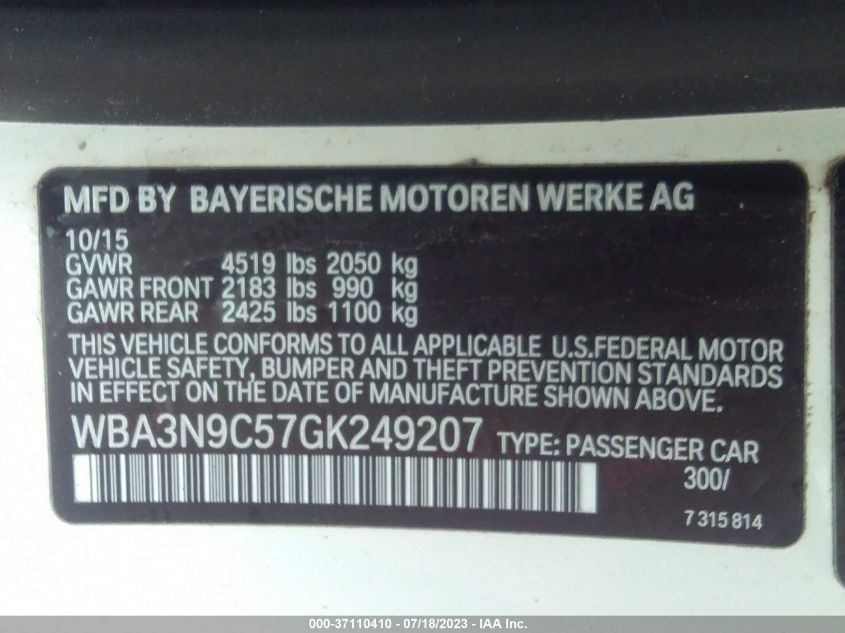 MFD BY BAYERISCHE MOTOREN WERKE AG
10/15
GVWR 4519 lbs 2050 kg
GAWR FRONT 2183 lbs 990 kg
GAWR REAR 2425 lbs 1100 kg
THIS VEHICLE CONFORMS TO ALL APPLICABLE U.S.FEDERAL MOTOR
VEHICLE SAFETY, BUMPER AND THEFT PREVENTION STANDARDS
IN EFFECT ON THE DATE OF MANUFACTURE SHOWN ABOVE.
WBA3N9C57GK249207 TYPE: PASSENGER CAR
300/
7 315 814
000-37110410 - 07/18/2023 - IAA Inc.